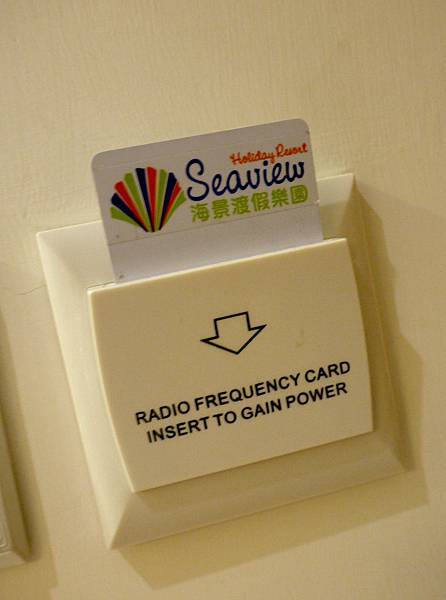 Holiday Resort
Seaview
海景渡假樂園
RADIO FREQUENCY CARD
INSERT TO GAIN POWER